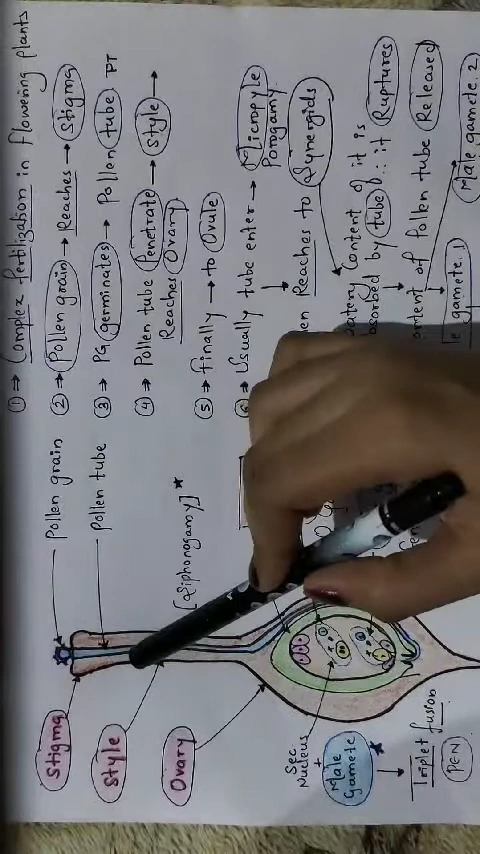 ① → Complex fertilization in flowering plants
② → Pollen grain → Reaches → Stigma
③ → PG germinates → Pollen tube PT
④ → Pollen tube Penetrate → Style →
Reaches Ovary
⑤ → finally → to Ovule
⑥ → Usually tube enter → Micropyle
Porogamy
Reaches to Synergids
Content of it is
by tube ∵ it Ruptures
of Pollen tube Released
gamete.1
Male gamete.2
Pollen grain
Pollen tube
[Siphonogamy] ★
Stigma
Style
Ovary
Sec
Nucleus
+
Male
Gamete
Triplet fusion
PEN